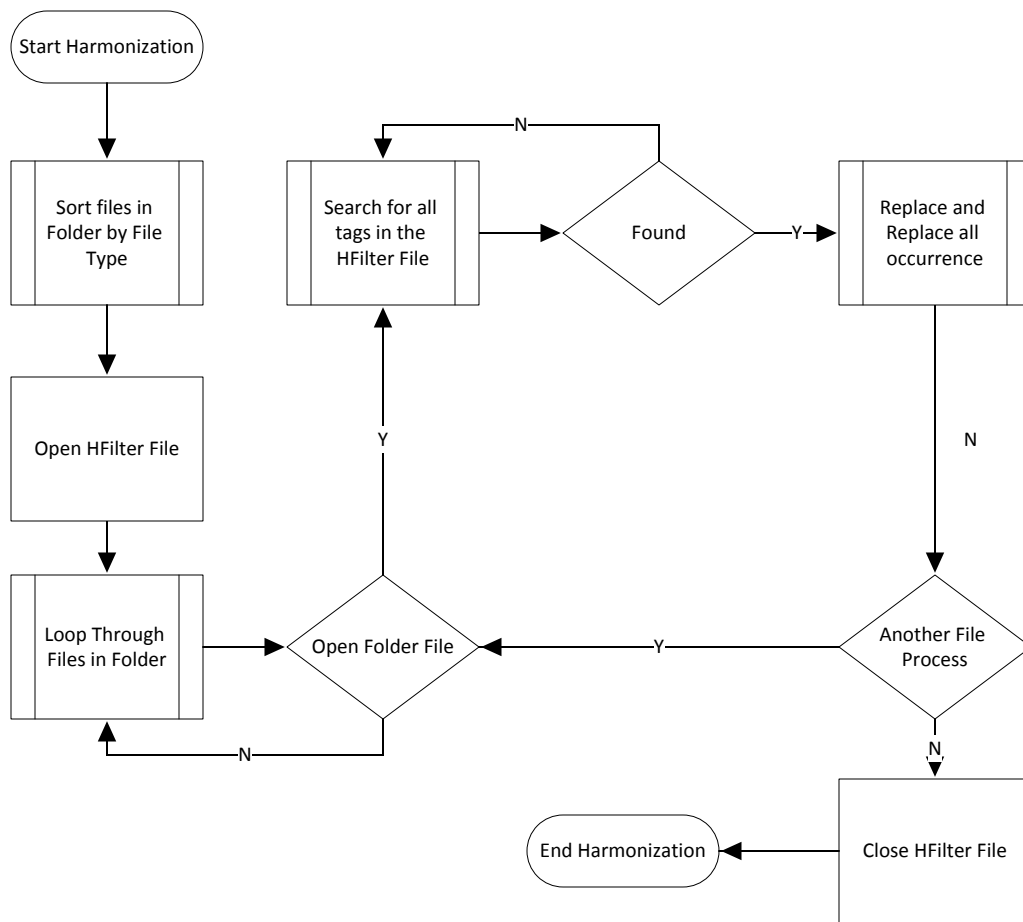 Start Harmonization
Sort files in
Folder by File
Type
Open HFilter File
Loop Through
Files in Folder
N
Open Folder File
Y
Search for all
tags in the
HFilter File
N
Found
Y
Replace and
Replace all
occurrence
N
Another File
Process
Y
N
Close HFilter File
End Harmonization